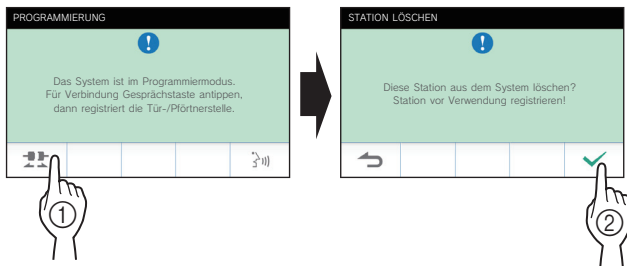 PROGRAMMIERUNG
Das System ist im Programmiermodus.
Für Verbindung Gesprächstaste antippen,
dann registriert die Tür-/Pförtnerstelle.
①
STATION LÖSCHEN
Diese Station aus dem System löschen?
Station vor Verwendung registrieren!
②